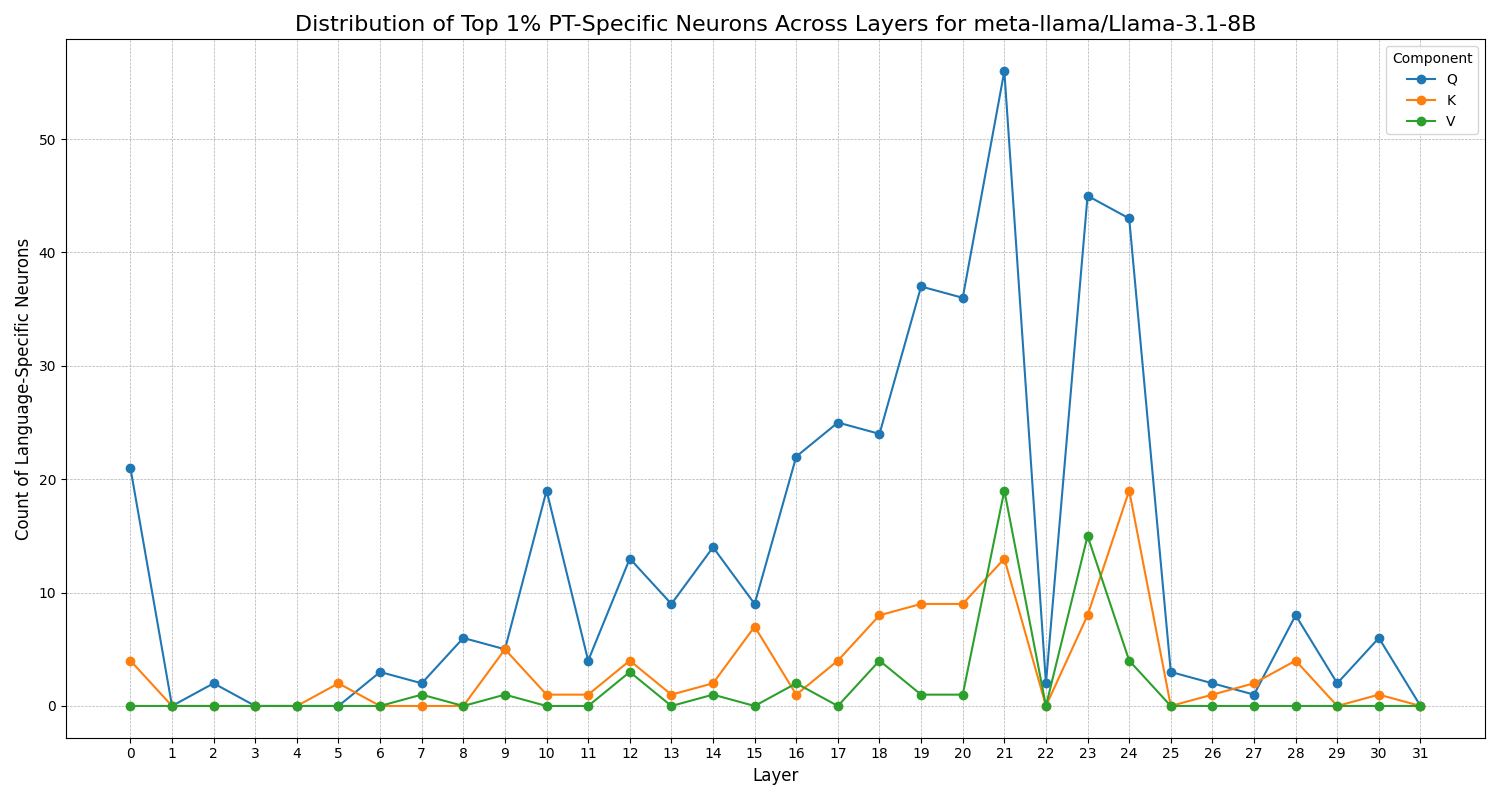 Distribution of Top 1% PT-Specific Neurons Across Layers for meta-llama/Llama-3.1-8B
Component
Q
K
V
Count of Language-Specific Neurons
50
40
30
20
10
0
0 1 2 3 4 5 6 7 8 9 10 11 12 13 14 15 16 17 18 19 20 21 22 23 24 25 26 27 28 29 30 31
Layer